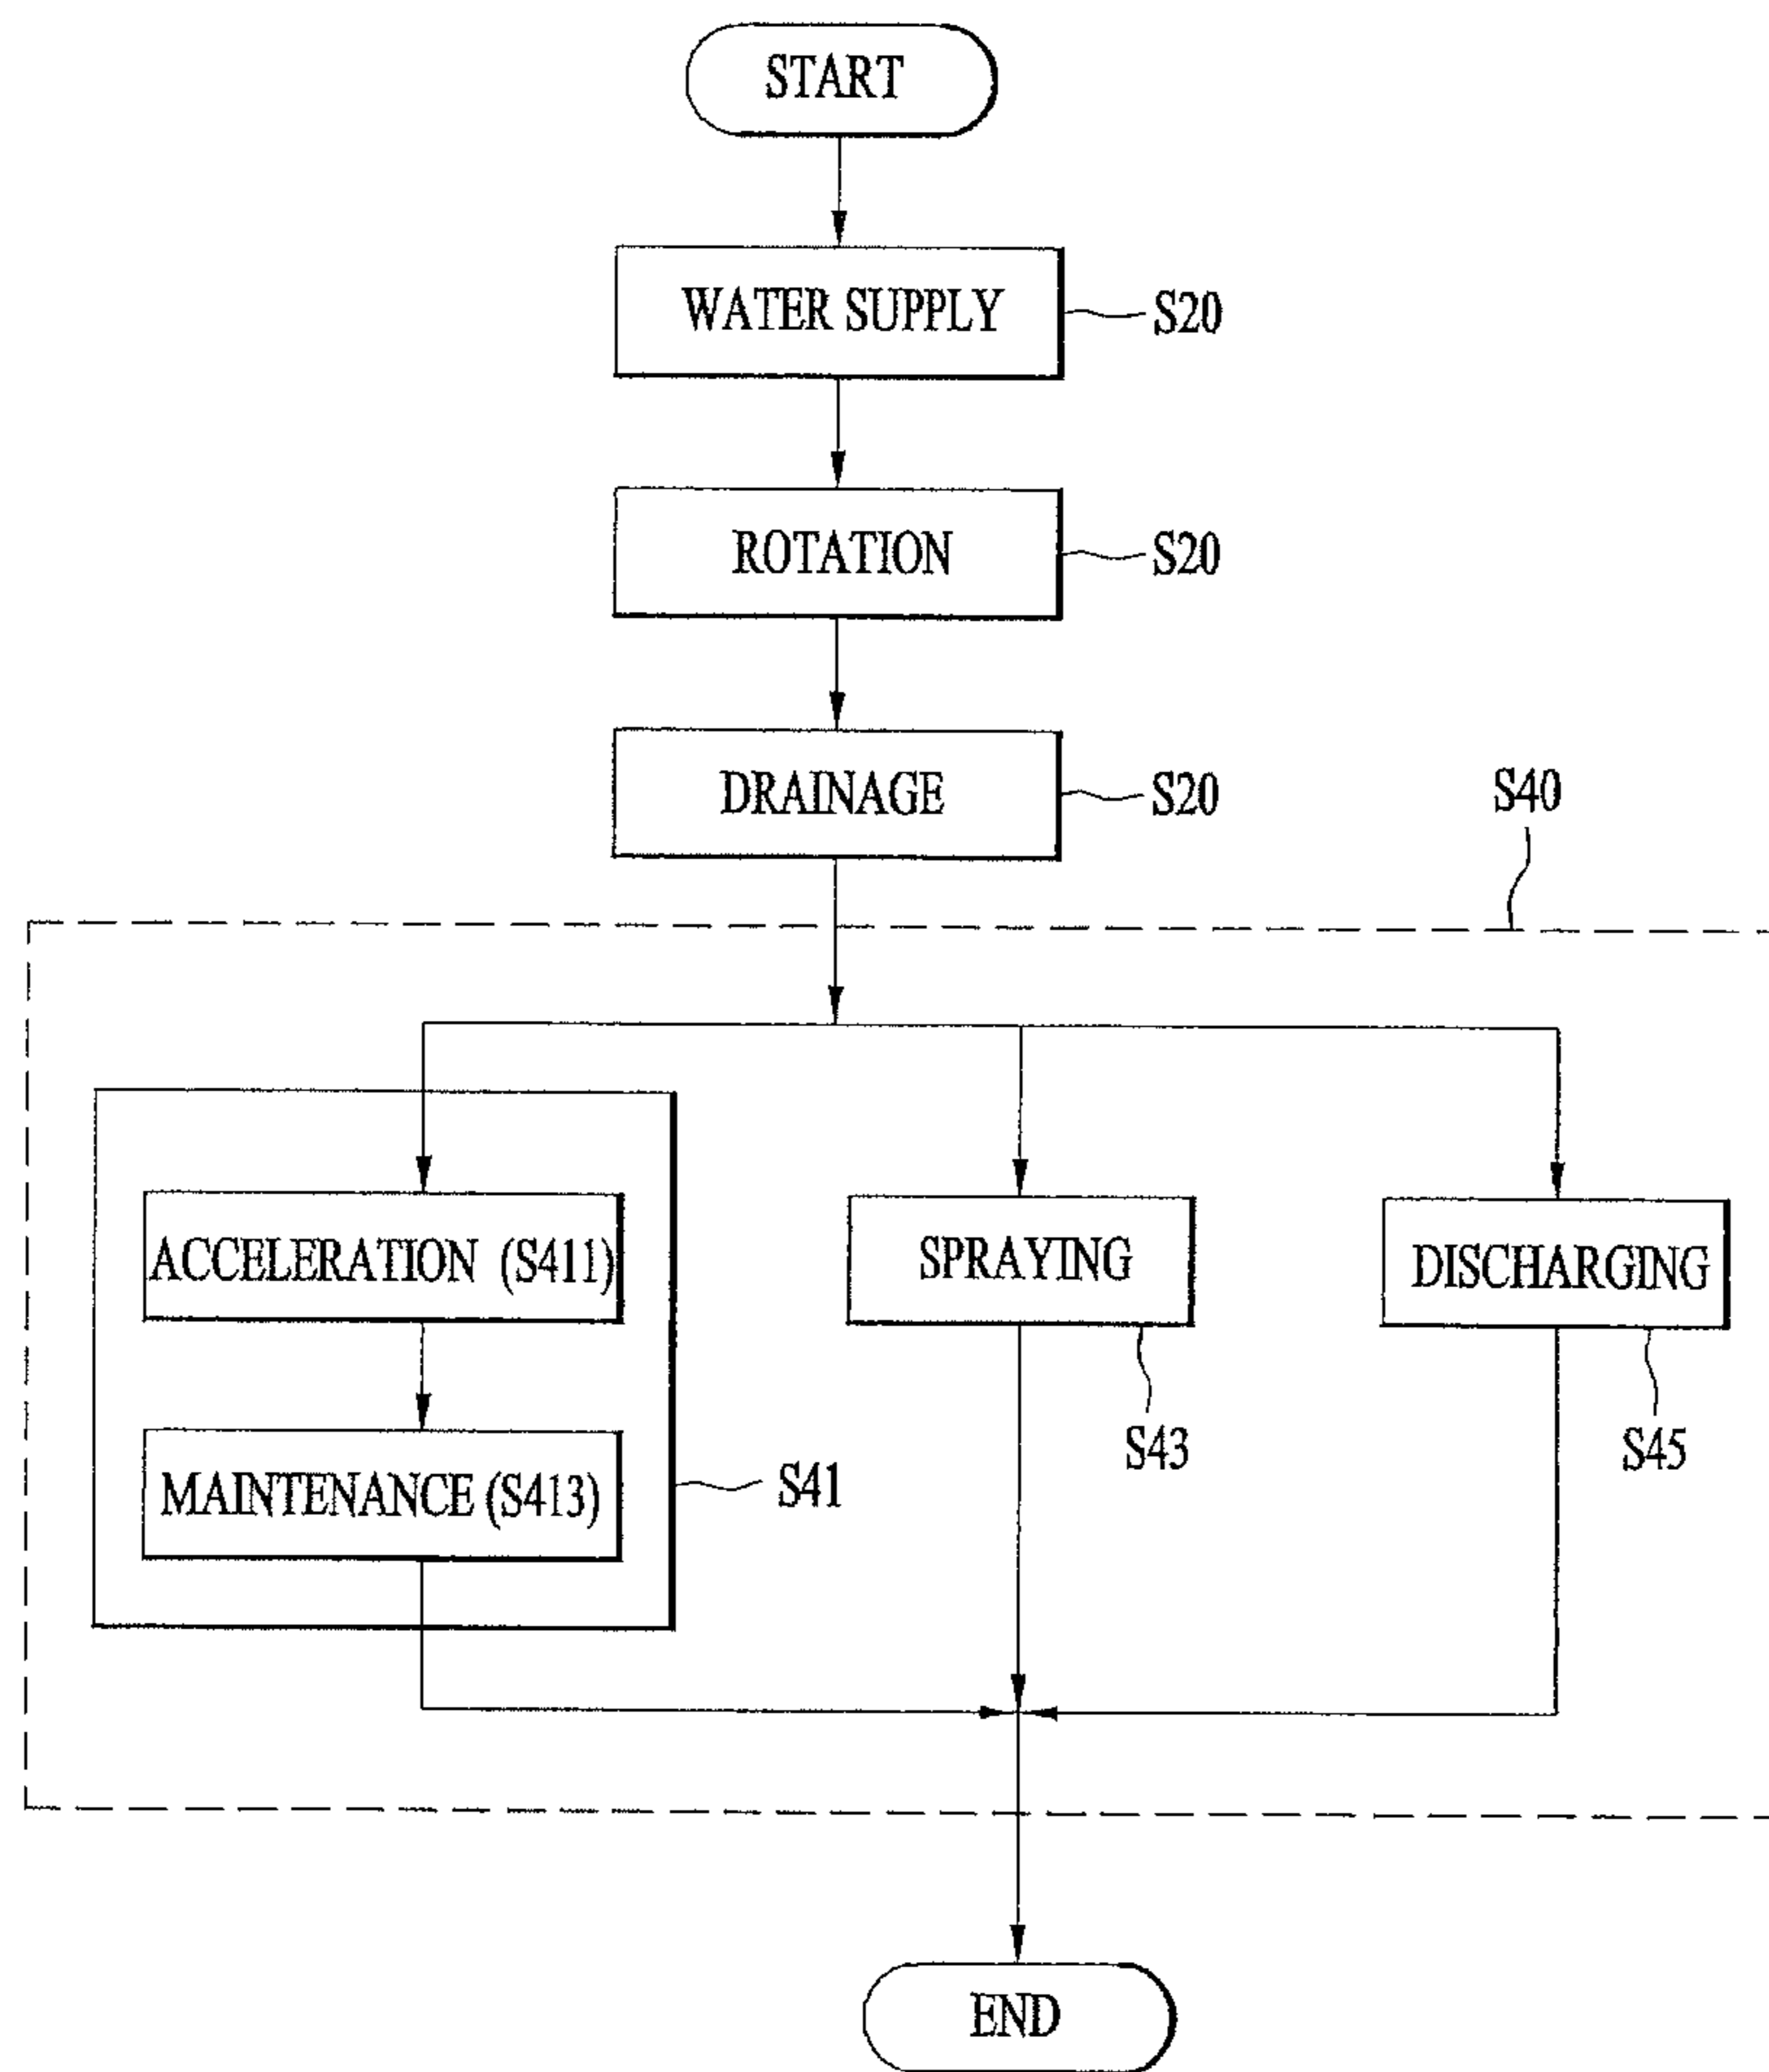 START
WATER SUPPLY
S20
ROTATION
S20
DRAINAGE
S20
S40
ACCELERATION (S411)
SPRAYING
DISCHARGING
S43
S45
MAINTENANCE (S413)
S41
END